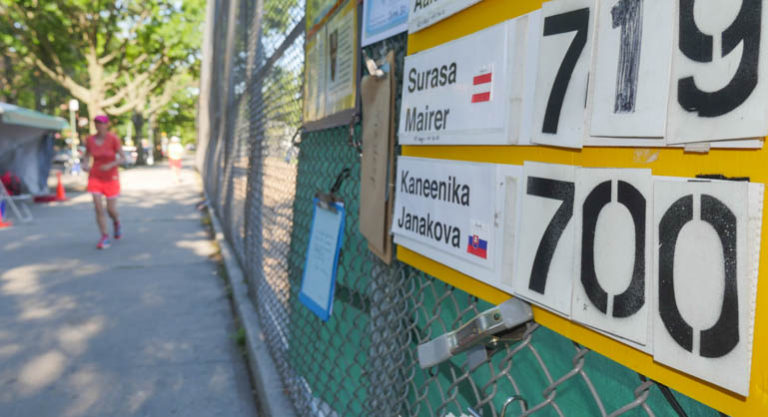 Surasa
Mairer
719
Kaneenika
Janakova
700